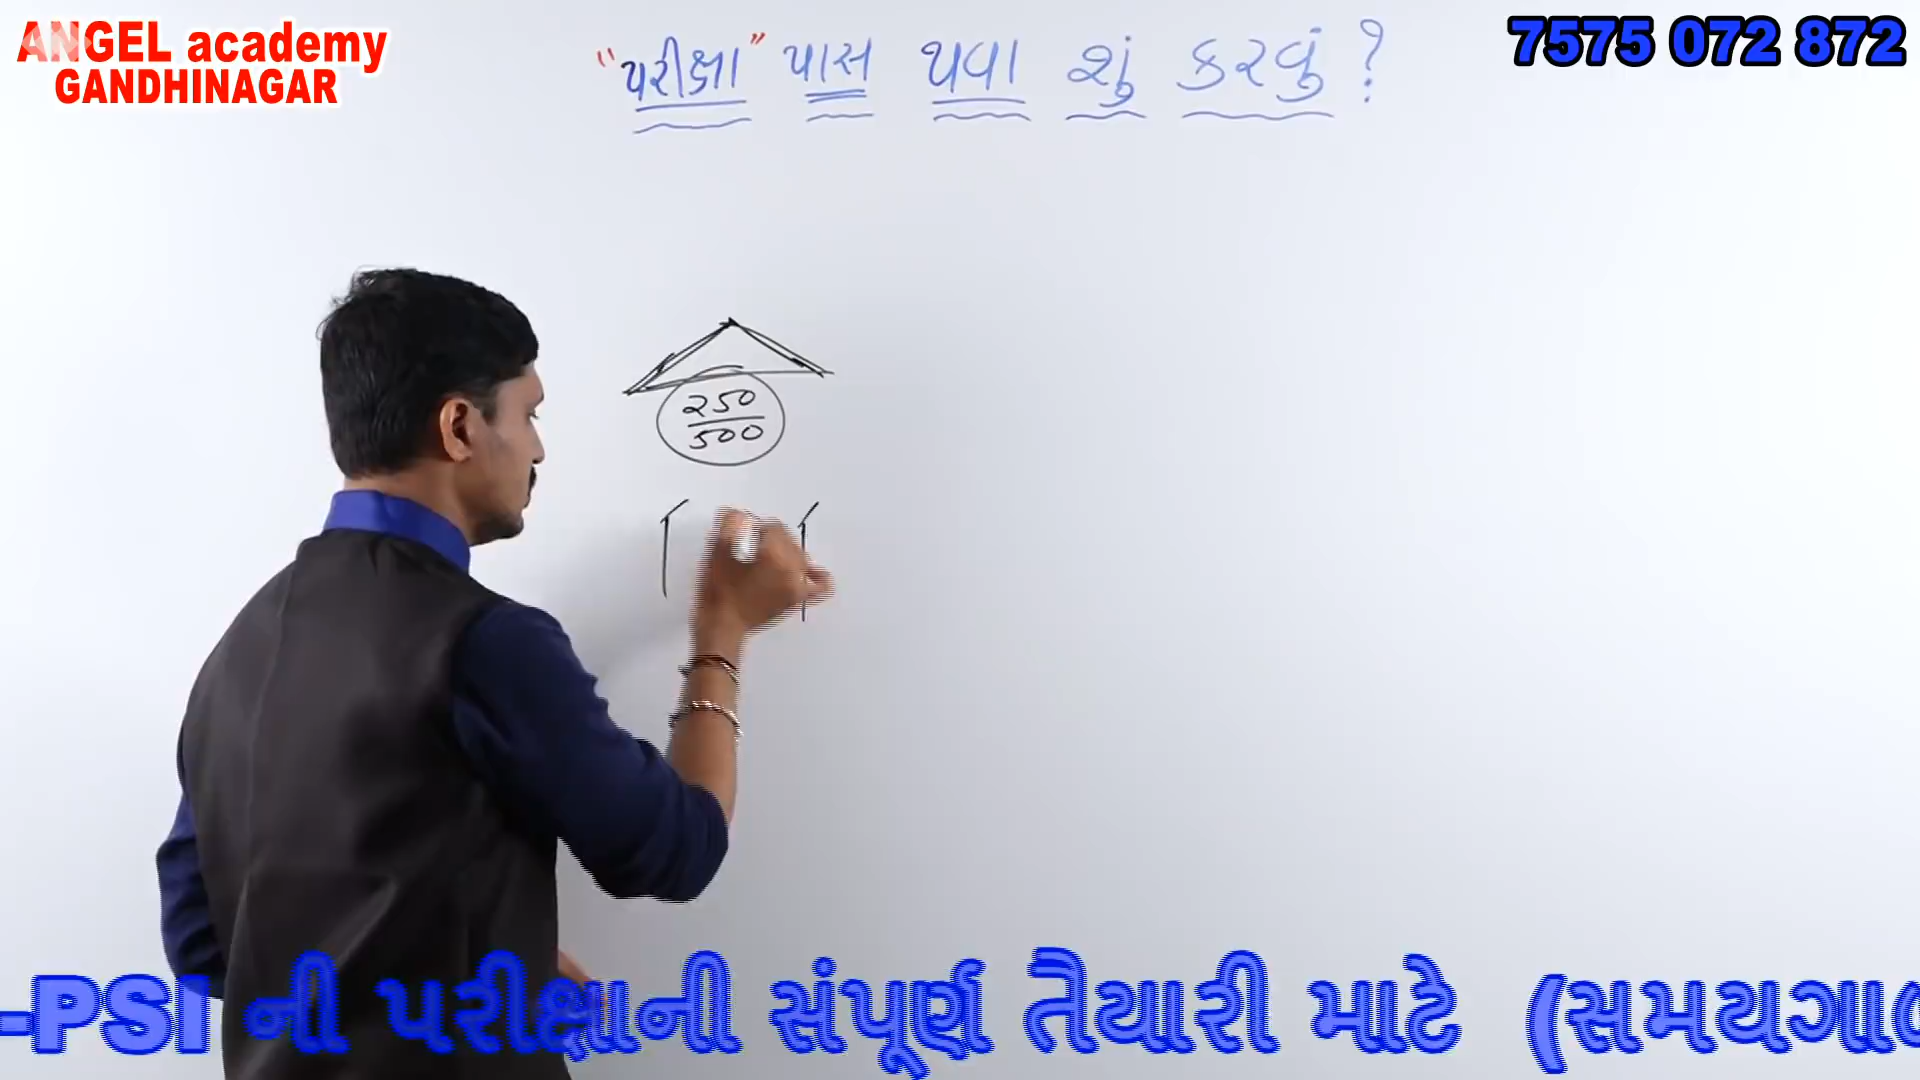 ANGEL academy
GANDHINAGAR
"પરીક્ષા" પાસ થવા શું કરવું ?
7575 072 872
250
500
-PSI ની પરીક્ષાની સંપૂર્ણ તૈયારી માટે (સમયગાળ